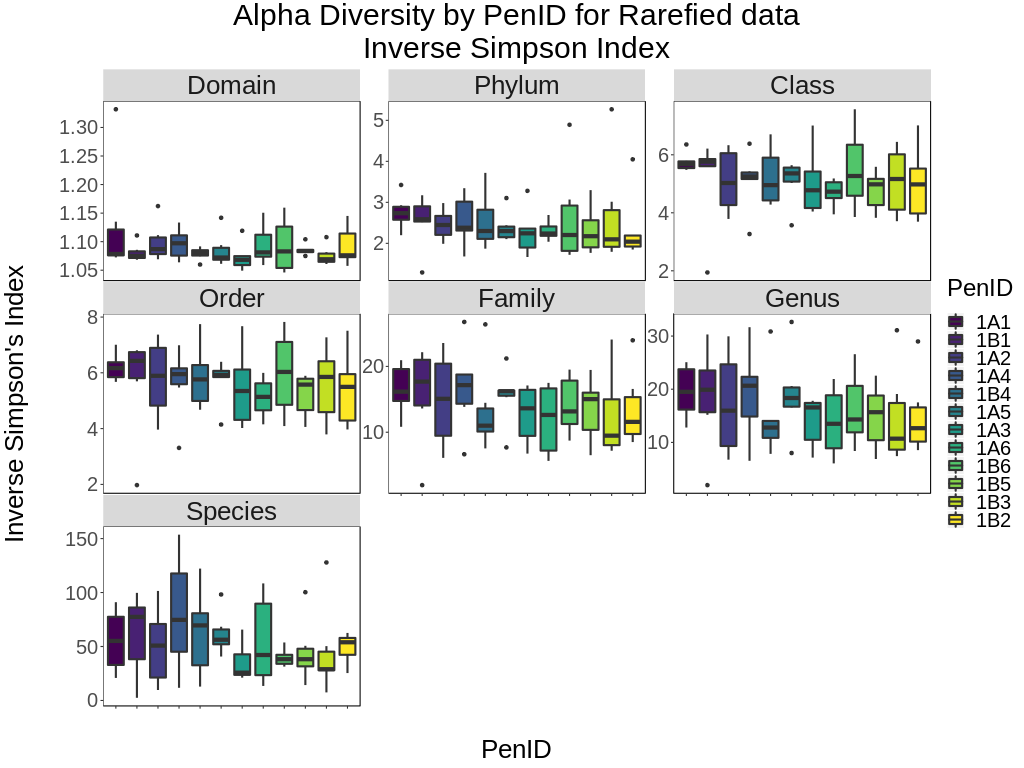 Alpha Diversity by PenID for Rarefied data
Inverse Simpson Index
Domain
Phylum
Class
1.30
1.25
1.20
1.15
1.10
1.05
5
4
3
2
6
4
2
Order
Family
Genus
8
6
4
2
20
10
30
20
10
Species
150
100
50
0
Inverse Simpson's Index
PenID
PenID
1A1
1B1
1A2
1A4
1B4
1A5
1A3
1A6
1B6
1B5
1B3
1B2